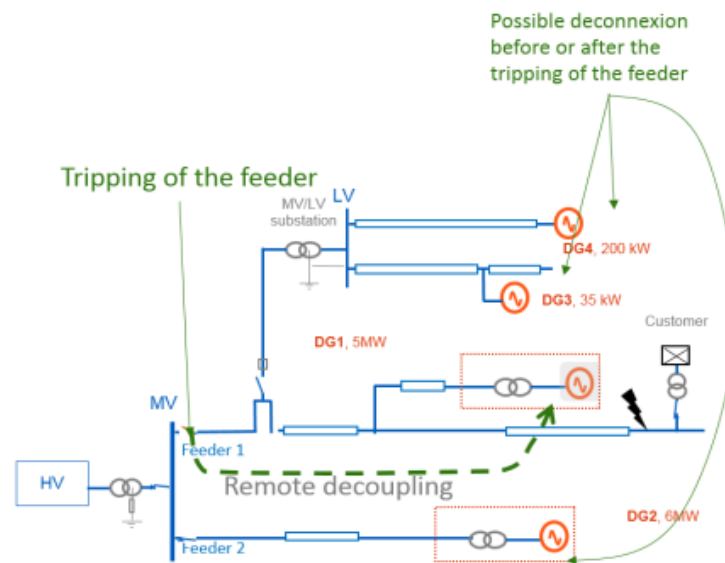 Possible deconnexion
before or after the
tripping of the feeder
Tripping of the feeder
LV
MV/LV
substation
DG4, 200 kW
DG3, 35 kW
DG1, 5MW
Customer
MV
Feeder 1
HV
Remote decoupling
DG2, 6MW
Feeder 2